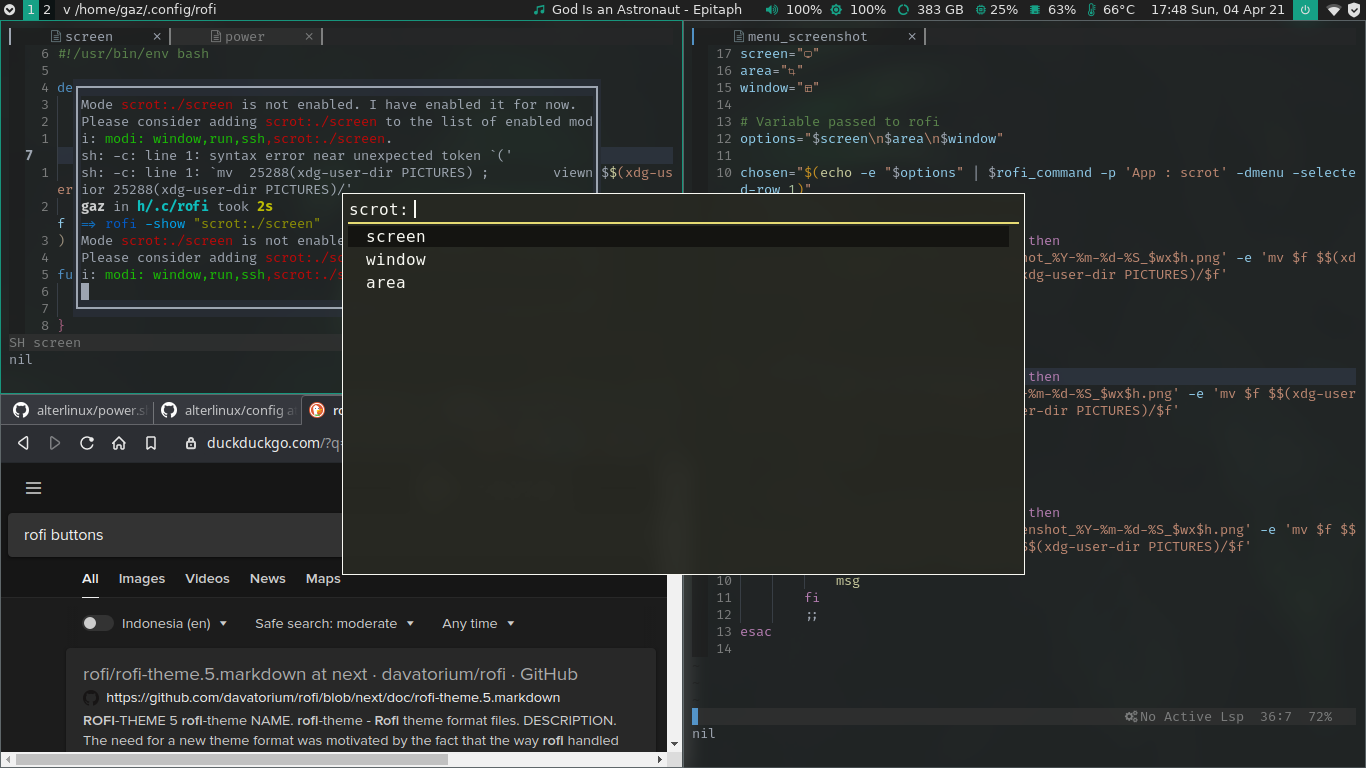 1 2 v /home/gaz/.config/rofi God Is an Astronaut - Epitaph 100% 100% 383 GB 25% 63% 66°C 17:48 Sun, 04 Apr 21
screen × power ×
6 #!/usr/bin/env bash
5
4 de
3
2
1
7
1 $$(xdg-us
er
2
f
3 )
4
5 fu
6
7
8 }
SH screen
nil
Mode scrot:./screen is not enabled. I have enabled it for now.
Please consider adding scrot:./screen to the list of enabled mod
i: modi: window,run,ssh,scrot:./screen.
sh: -c: line 1: syntax error near unexpected token `('
sh: -c: line 1: `mv  25288(xdg-user-dir PICTURES) ;        viewn
ior 25288(xdg-user-dir PICTURES)/'
gaz in h/.c/rofi took 2s
⇒ rofi -show "scrot:./screen"
Mode scrot:./screen is not enable
Please consider adding scrot:./sc
i: modi: window,run,ssh,scrot:./s
scrot:
screen
window
area
menu_screenshot ×
17 screen=""
16 area=""
15 window=""
14
13 # Variable passed to rofi
12 options="$screen\n$area\n$window"
11
10 chosen="$(echo -e "$options" | $rofi_command -p 'App : scrot' -dmenu -selecte
d-row 1)"
then
ot_%Y-%m-%d-%S_$wx$h.png' -e 'mv $f $$(xd
xdg-user-dir PICTURES)/$f'
then
-%m-%d-%S_$wx$h.png' -e 'mv $f $$(xdg-user
er-dir PICTURES)/$f'
then
enshot_%Y-%m-%d-%S_$wx$h.png' -e 'mv $f $$
$(xdg-user-dir PICTURES)/$f'
10 msg
11 fi
12 ;;
13 esac
14
No Active Lsp 36:7 72%
nil
alterlinux/power.s alterlinux/config a ro
duckduckgo.com/?q=
rofi buttons
All Images Videos News Maps
Indonesia (en) Safe search: moderate Any time
rofi/rofi-theme.5.markdown at next · davatorium/rofi · GitHub
https://github.com/davatorium/rofi/blob/next/doc/rofi-theme.5.markdown
ROFI-THEME 5 rofi-theme NAME. rofi-theme - Rofi theme format files. DESCRIPTION.
The need for a new theme format was motivated by the fact that the way rofi handled